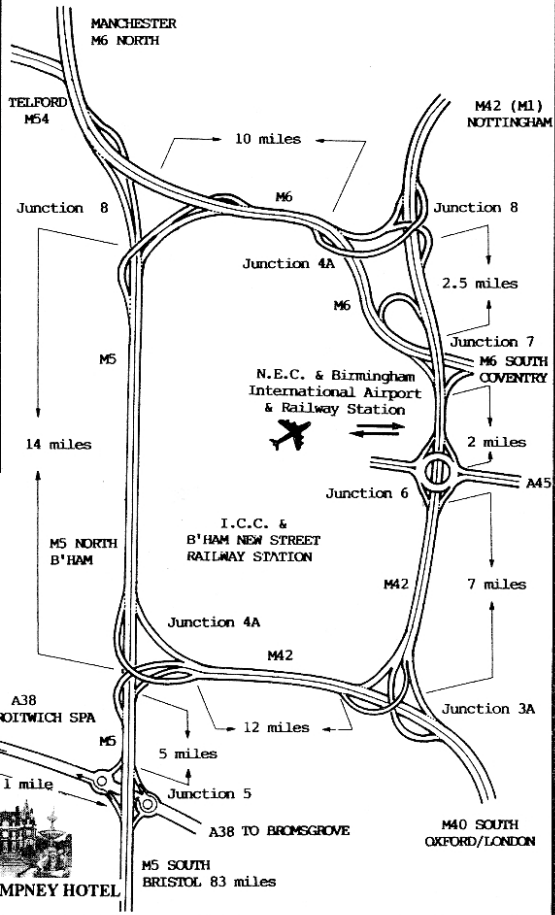 MANCHESTER
M6 NORTH
TELFORD
M54
M42 (M1)
NOTTINGHAM
10 miles
M6
Junction 8
Junction 8
Junction 4A
2.5 miles
M6
Junction 7
M5
M6 SOUTH
COVENTRY
N.E.C. & Birmingham
International Airport
& Railway Station
14 miles
2 miles
A45
Junction 6
I.C.C. &
B'HAM NEW STREET
RAILWAY STATION
M5 NORTH
B'HAM
M42
7 miles
Junction 4A
M42
A38
ROITWICH SPA
Junction 3A
12 miles
M5
5 miles
1 mile
Junction 5
A38 TO BROMSGROVE
M40 SOUTH
OXFORD/LONDON
M5 SOUTH
BRISTOL 83 miles
MPNEY HOTEL